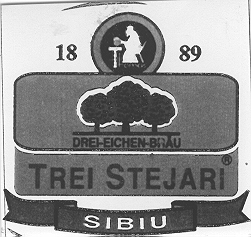 18 89
DREI-EICHEN-BRÄU
TREI STEJARI®
SIBIU